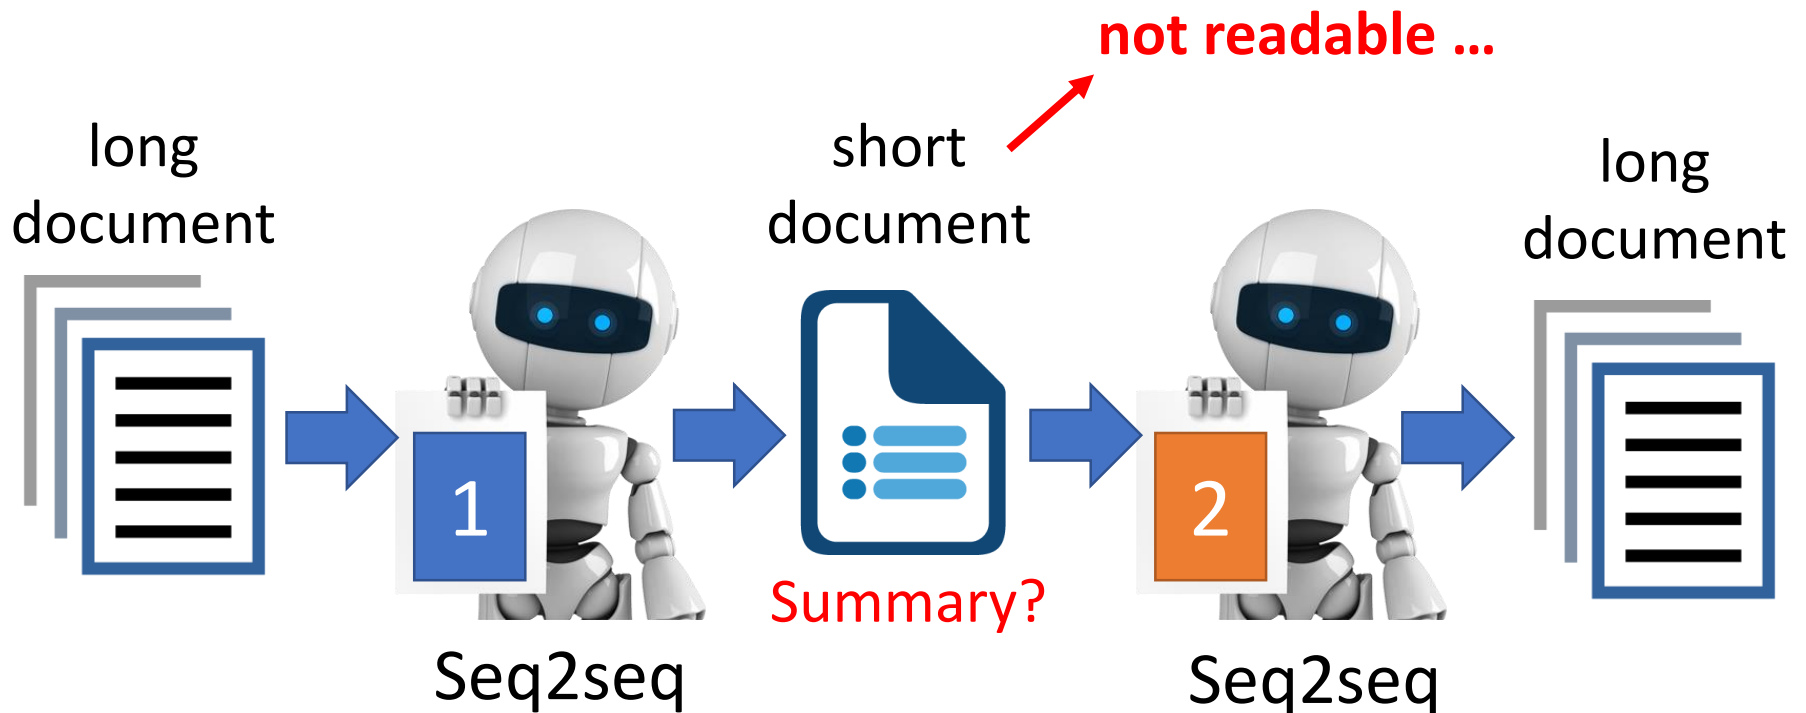 not readable ...
long
document
short
document
long
document
1
2
Summary?
Seq2seq
Seq2seq